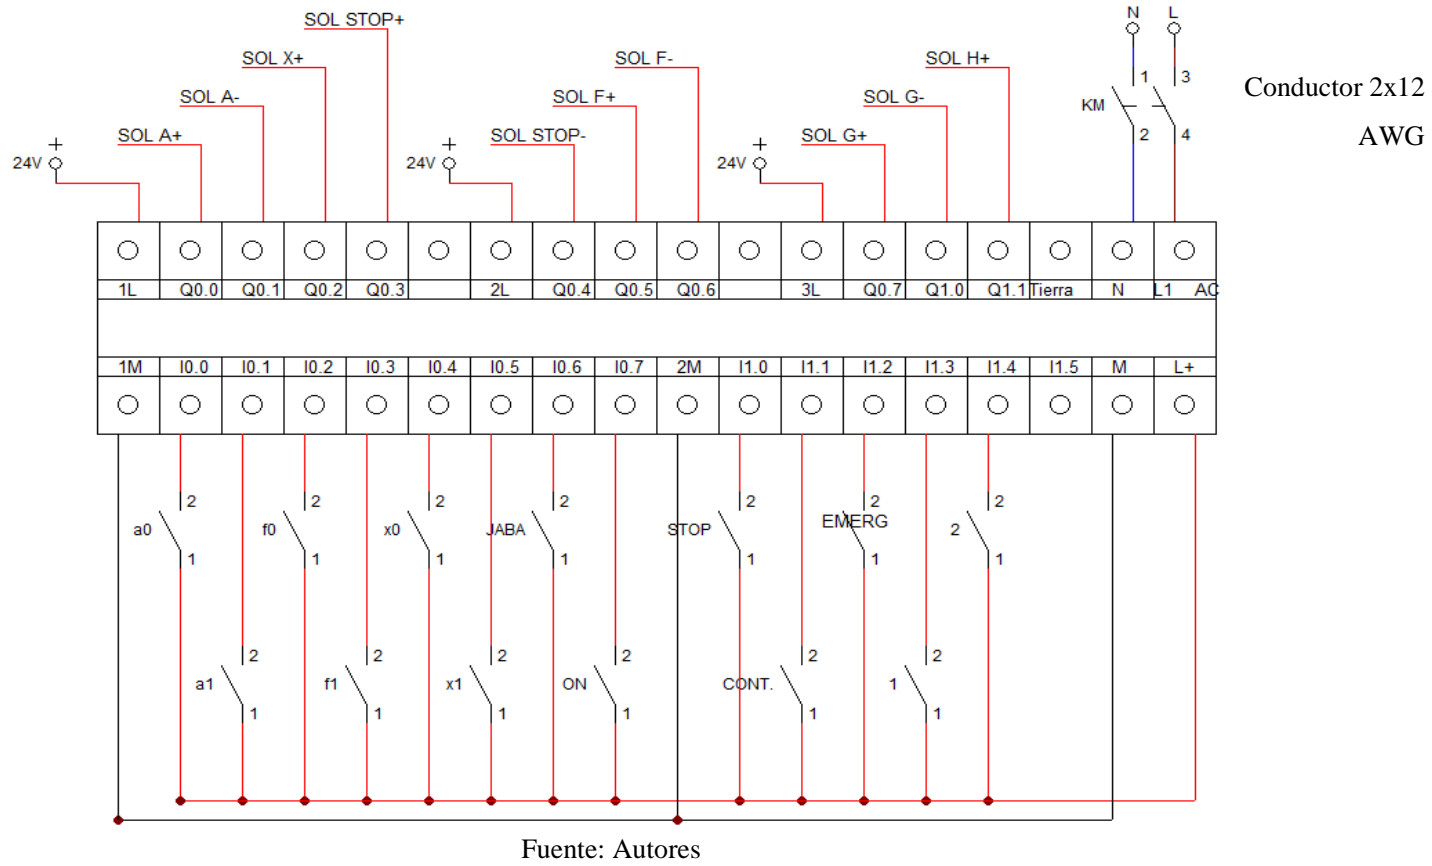 SOL STOP+
N L
SOL X+
SOL F-
SOL H+
1 3
Conductor 2x12
SOL A-
SOL F+
SOL G-
KM
SOL A+
SOL STOP-
SOL G+
2 4
AWG
+ + +
24V 24V 24V
1L Q0.0 Q0.1 Q0.2 Q0.3 2L Q0.4 Q0.5 Q0.6 3L Q0.7 Q1.0 Q1.1 Tierra N L1 AC
1M I0.0 I0.1 I0.2 I0.3 I0.4 I0.5 I0.6 I0.7 2M I1.0 I1.1 I1.2 I1.3 I1.4 I1.5 M L+
2 2 2 2 2 2 2
a0 f0 x0 JABA STOP EMERG 2
1 1 1 1 1 1 1
2 2 2 2 2 2
a1 f1 x1 ON CONT. 1
1 1 1 1 1 1
Fuente: Autores